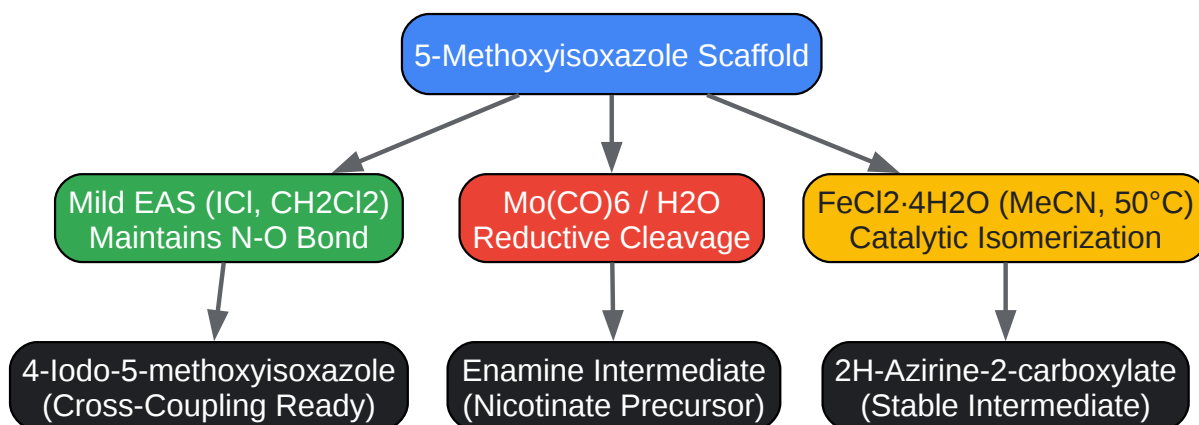 5-Methoxyisoxazole Scaffold
Mild EAS (ICl, CH2Cl2)
Maintains N-O Bond
Mo(CO)6 / H2O
Reductive Cleavage
FeCl2·4H2O (MeCN, 50°C)
Catalytic Isomerization
4-Iodo-5-methoxyisoxazole
(Cross-Coupling Ready)
Enamine Intermediate
(Nicotinate Precursor)
2H-Azirine-2-carboxylate
(Stable Intermediate)